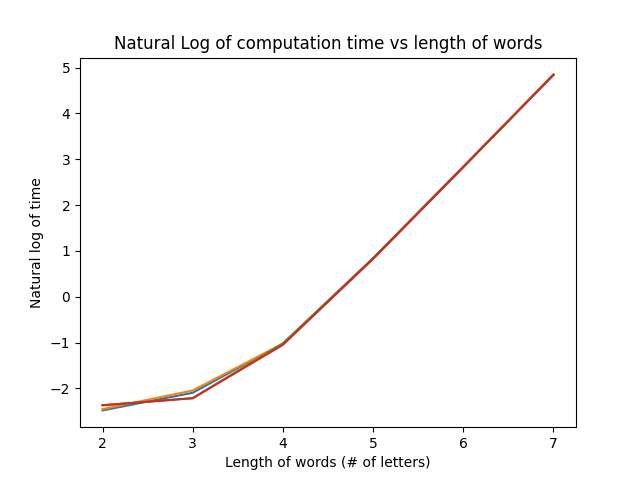 Natural Log of computation time vs length of words
5
4
3
2
1
0
−1
−2
Natural log of time
2 3 4 5 6 7
Length of words (# of letters)